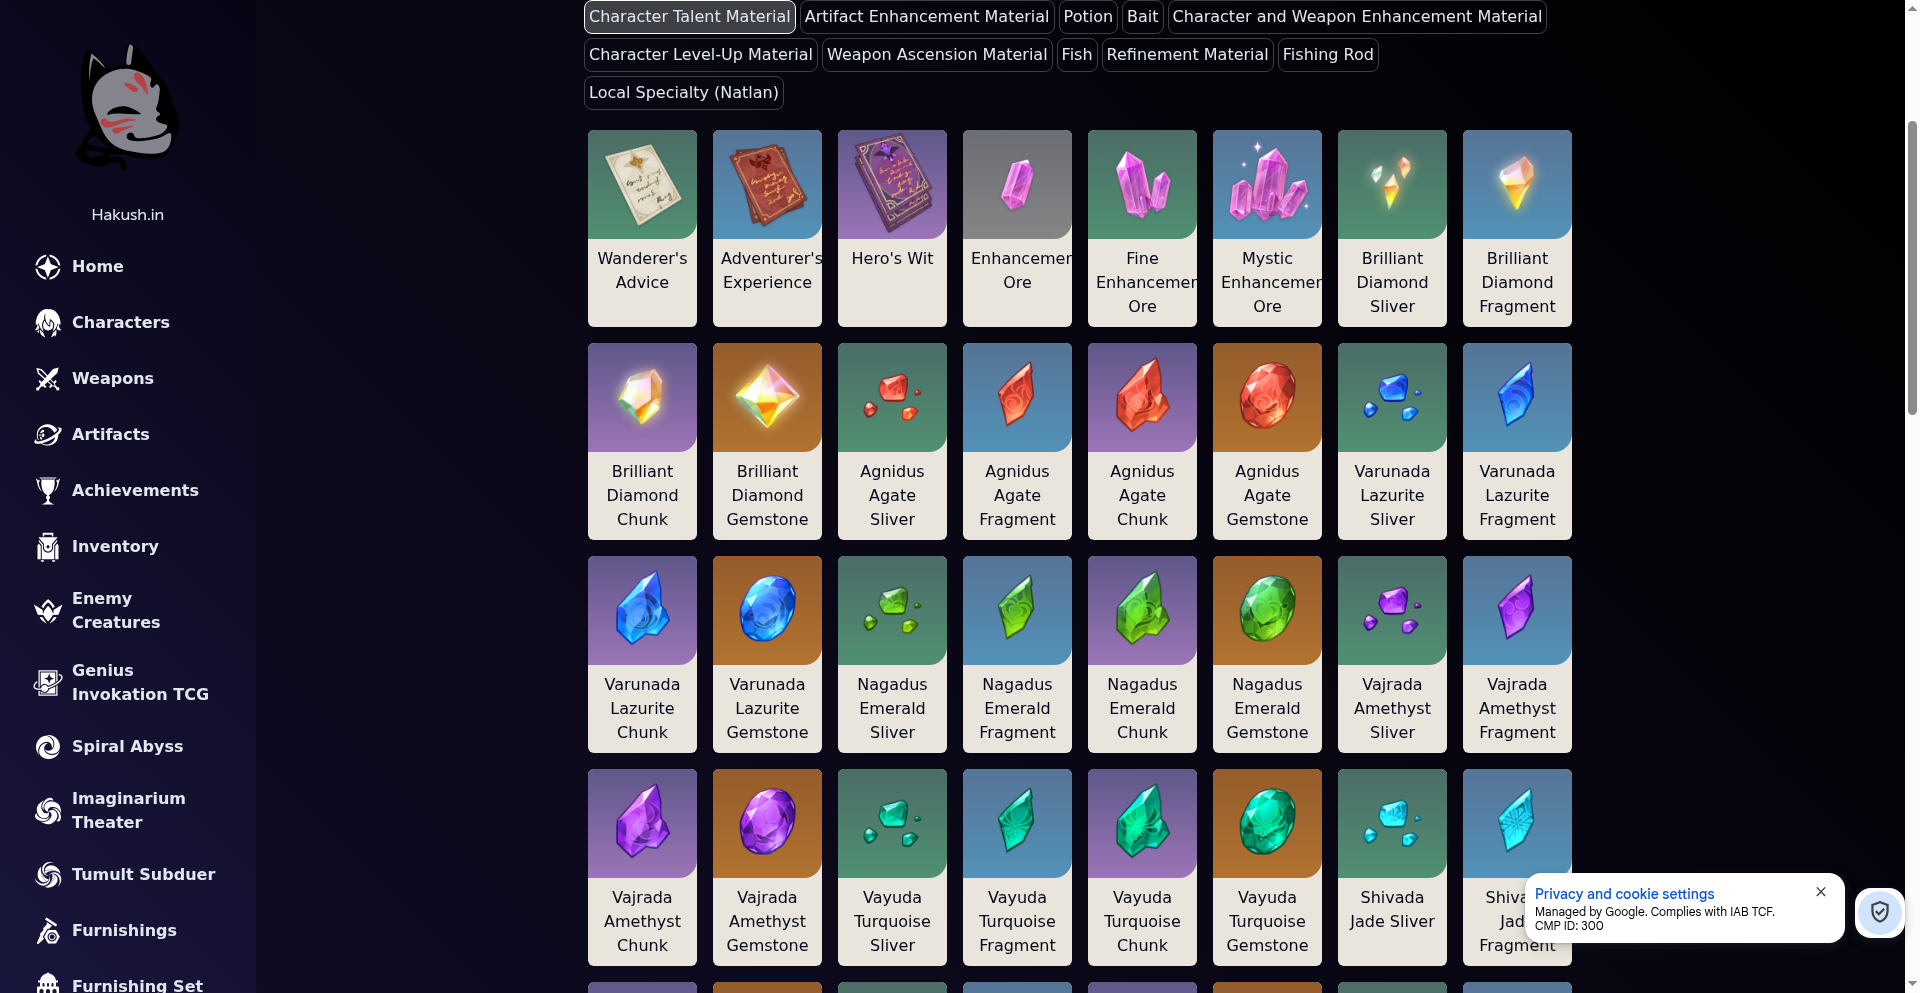 Character Talent Material
Artifact Enhancement Material
Potion
Bait
Character and Weapon Enhancement Material
Character Level-Up Material
Weapon Ascension Material
Fish
Refinement Material
Fishing Rod
Local Specialty (Natlan)
Hakush.in
Home
Characters
Weapons
Artifacts
Achievements
Inventory
Enemy
Creatures
Genius
Invokation TCG
Spiral Abyss
Imaginarium
Theater
Tumult Subduer
Furnishings
Furnishing Set
Wanderer's
Advice
Adventurer's
Experience
Hero's Wit
Enhancemen
Ore
Fine
Enhancemen
Ore
Mystic
Enhancemen
Ore
Brilliant
Diamond
Sliver
Brilliant
Diamond
Fragment
Brilliant
Diamond
Chunk
Brilliant
Diamond
Gemstone
Agnidus
Agate
Sliver
Agnidus
Agate
Fragment
Agnidus
Agate
Chunk
Agnidus
Agate
Gemstone
Varunada
Lazurite
Sliver
Varunada
Lazurite
Fragment
Varunada
Lazurite
Chunk
Varunada
Lazurite
Gemstone
Nagadus
Emerald
Sliver
Nagadus
Emerald
Fragment
Nagadus
Emerald
Chunk
Nagadus
Emerald
Gemstone
Vajrada
Amethyst
Sliver
Vajrada
Amethyst
Fragment
Vajrada
Amethyst
Chunk
Vajrada
Amethyst
Gemstone
Vayuda
Turquoise
Sliver
Vayuda
Turquoise
Fragment
Vayuda
Turquoise
Chunk
Vayuda
Turquoise
Gemstone
Shivada
Jade Sliver
Shiva
Jad
Fragment
Privacy and cookie settings
Managed by Google. Complies with IAB TCF.
CMP ID: 300